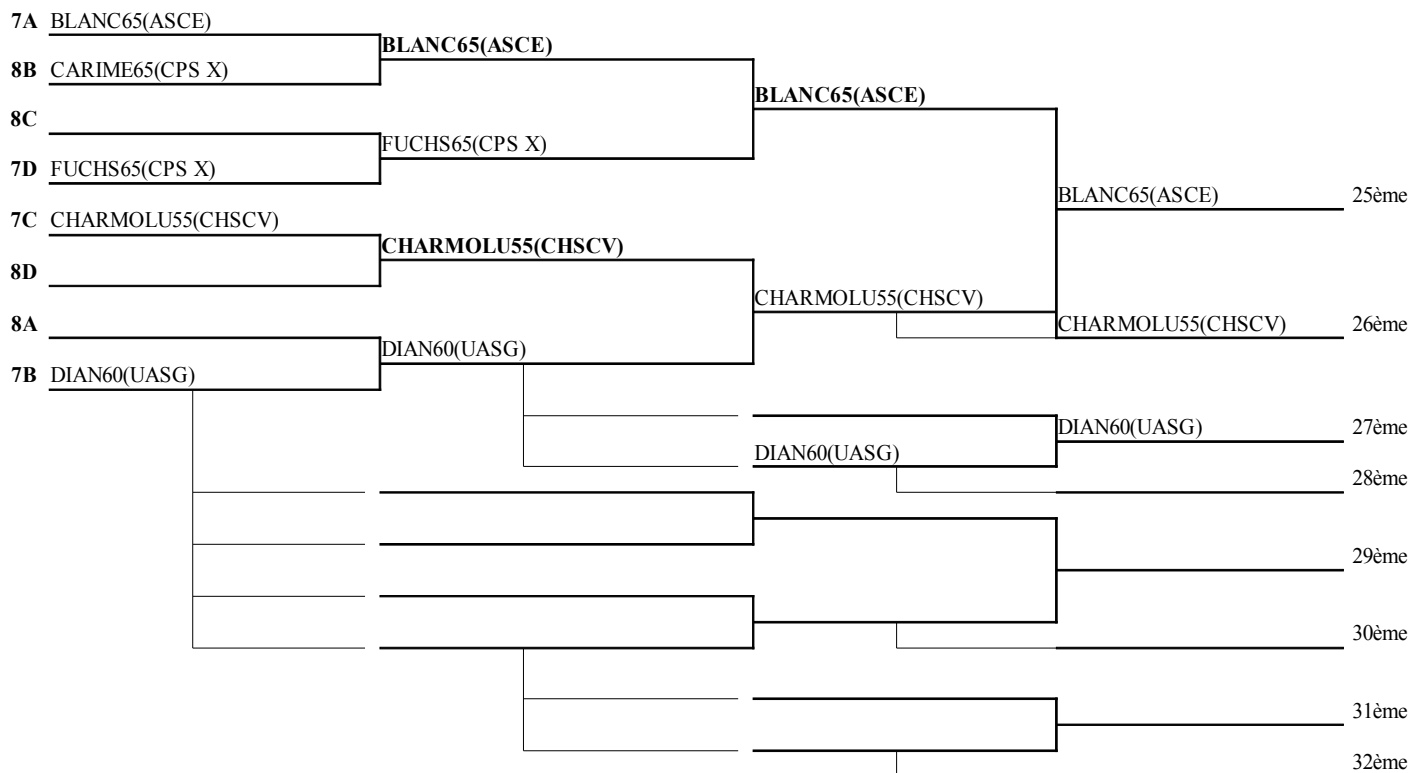 7A BLANC65(ASCE)
BLANC65(ASCE)
8B CARIME65(CPS X)
BLANC65(ASCE)
8C
FUCHS65(CPS X)
7D FUCHS65(CPS X)
BLANC65(ASCE) 25ème
7C CHARMOLU55(CHSCV)
CHARMOLU55(CHSCV)
8D
CHARMOLU55(CHSCV)
8A
CHARMOLU55(CHSCV) 26ème
DIAN60(UASG)
7B DIAN60(UASG)
DIAN60(UASG) 27ème
DIAN60(UASG)
28ème
29ème
30ème
31ème
32ème